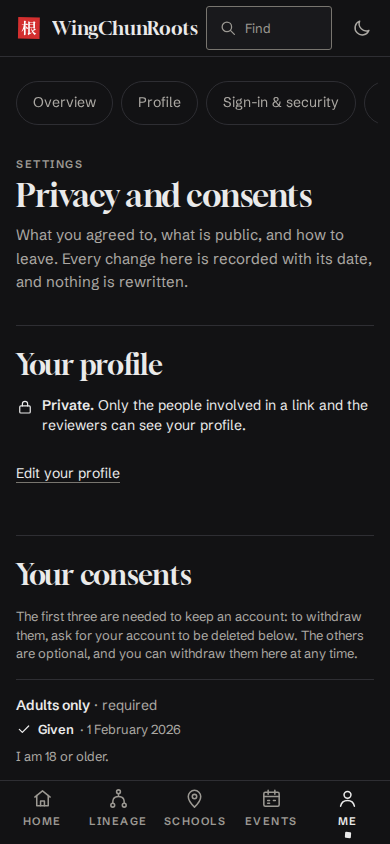 根 WingChunRoots Find
Overview Profile Sign-in & security
SETTINGS
Privacy and consents
What you agreed to, what is public, and how to
leave. Every change here is recorded with its date,
and nothing is rewritten.
Your profile
Private. Only the people involved in a link and the
reviewers can see your profile.
Edit your profile
Your consents
The first three are needed to keep an account: to withdraw
them, ask for your account to be deleted below. The others
are optional, and you can withdraw them here at any time.
Adults only · required
Given · 1 February 2026
I am 18 or older.
HOME LINEAGE SCHOOLS EVENTS ME